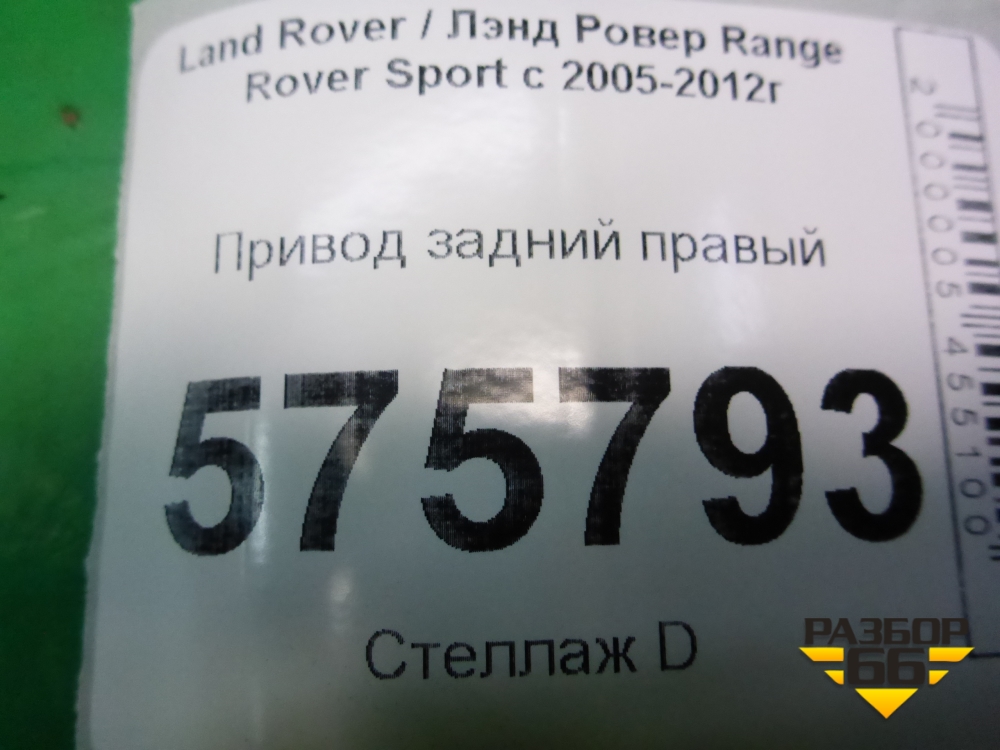 Land Rover / Лэнд Ровер Range
Rover Sport с 2005-2012г
Привод задний правый
575793
Стеллаж D
2000005455100
РАЗБОР
66